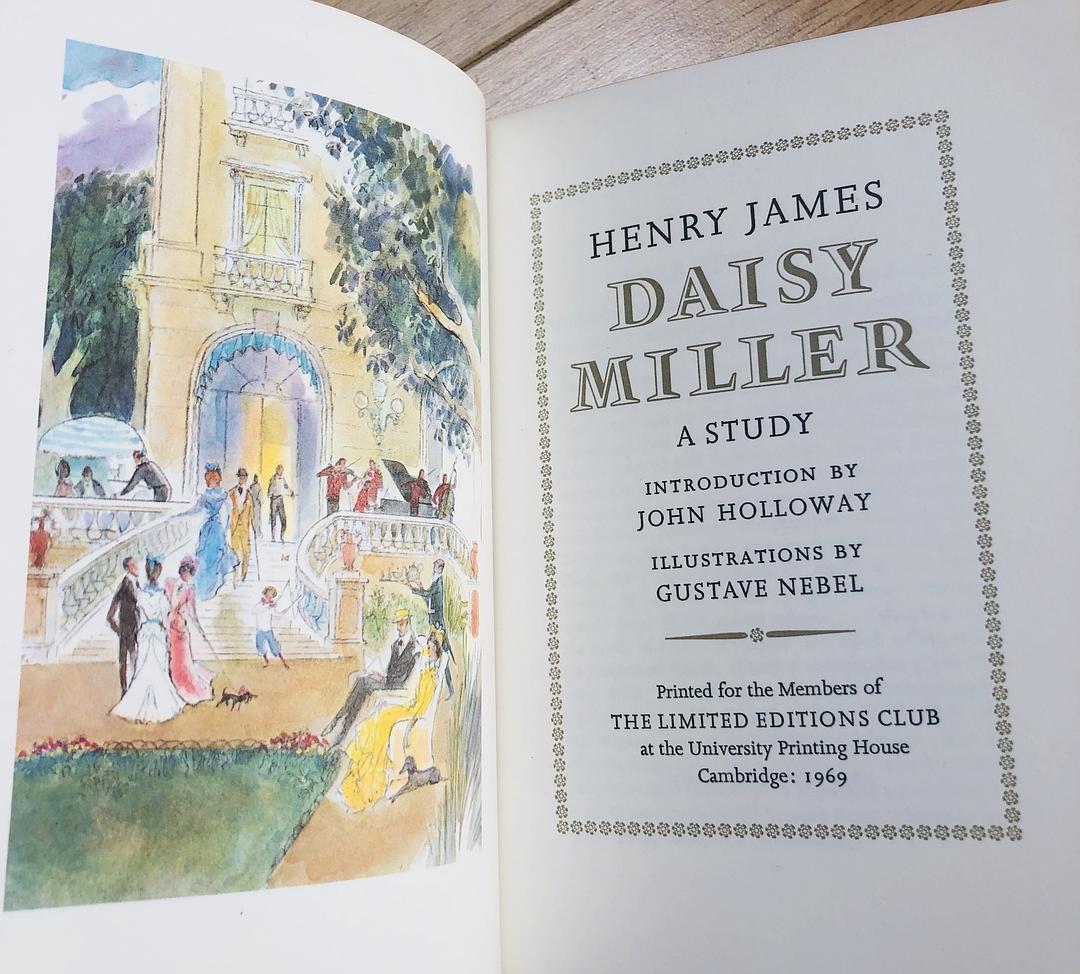 HENRY JAMES
DAISY
MILLER
A STUDY
INTRODUCTION BY
JOHN HOLLOWAY
ILLUSTRATIONS BY
GUSTAVE NEBEL
Printed for the Members of
THE LIMITED EDITIONS CLUB
at the University Printing House
Cambridge: 1969